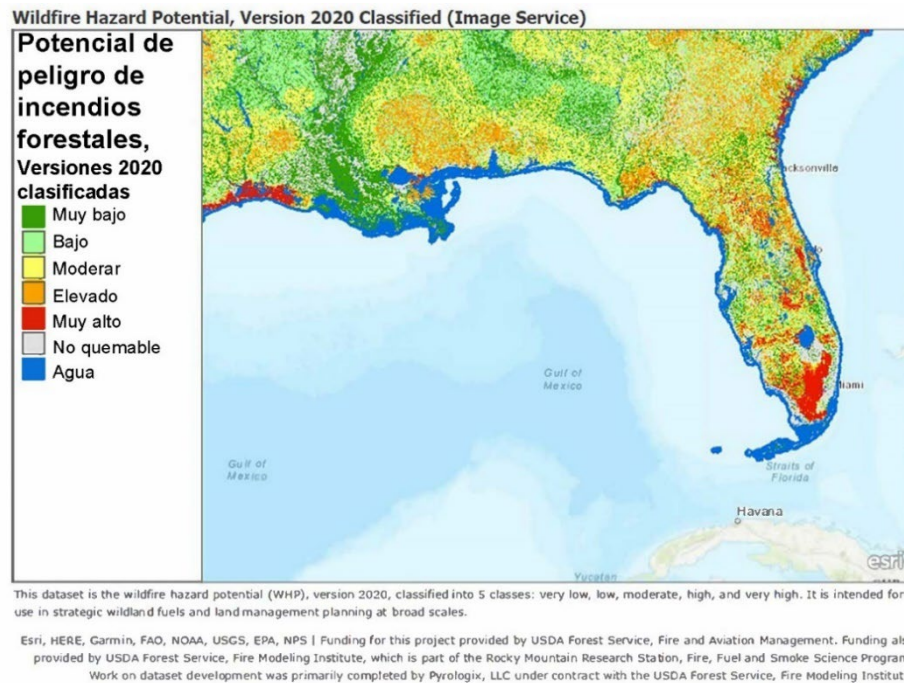 Wildfire Hazard Potential, Version 2020 Classified (Image Service)
Potencial de
peligro de
incendios
forestales,
Versiones 2020
clasificadas
Muy bajo
Bajo
Moderar
Elevado
Muy alto
No quemable
Agua
cksonville
iami
Gulf of
Mexico
Gulf of
Mexico
Straits of
Florida
Havana
Yucatan
esri
This dataset is the wildfire hazard potential (WHP), version 2020, classified into 5 classes: very low, low, moderate, high, and very high. It is intended for
use in strategic wildland fuels and land management planning at broad scales.
Esri, HERE, Garmin, FAO, NOAA, USGS, EPA, NPS | Funding for this project provided by USDA Forest Service, Fire and Aviation Management. Funding als
provided by USDA Forest Service, Fire Modeling Institute, which is part of the Rocky Mountain Research Station, Fire, Fuel and Smoke Science Program
Work on dataset development was primarily completed by Pyrologix, LLC under contract with the USDA Forest Service, Fire Modeling Institut